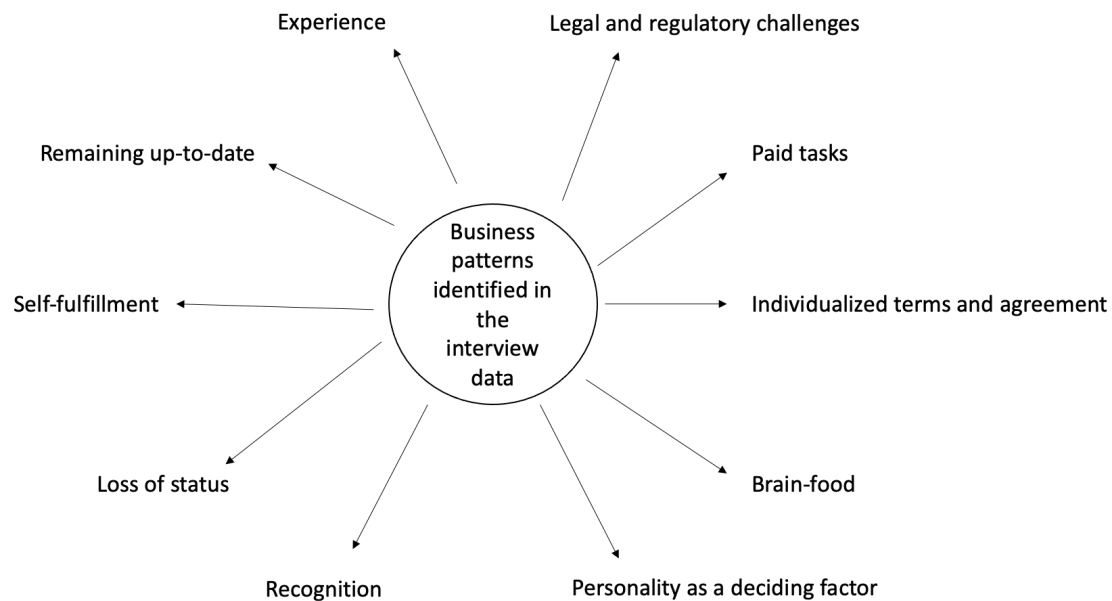 Experience
Legal and regulatory challenges
Remaining up-to-date
Paid tasks
Business
patterns
identified in
the
interview
data
Self-fulfillment
Individualized terms and agreement
Loss of status
Brain-food
Recognition
Personality as a deciding factor